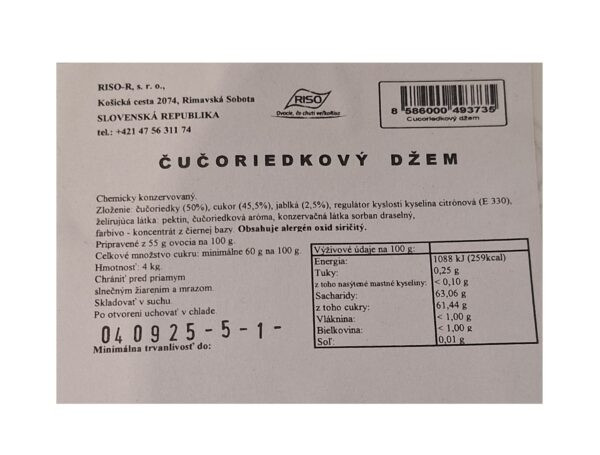 RISO-R, s. r. o.,
Košická cesta 2074, Rimavská Sobota
SLOVENSKÁ REPUBLIKA
tel.: +421 47 56 311 74
RISO
Ovocie, čo chutí veľkolepo
8 586000 493735
Cucoriedkový džem
ČUČORIEDKOVÝ DŽEM
Chemicky konzervovaný.
Zloženie: čučoriedky (50%), cukor (45,5%), jablká (2,5%), regulátor kyslosti kyselina citrónová (E 330),
želírujúca látka: pektín, čučoriedková aróma, konzervačná látka sorban draselný,
farbivo - koncentrát z čiernej bazy. Obsahuje alergén oxid siričitý.
Pripravené z 55 g ovocia na 100 g.
Celkové množstvo cukru: minimálne 60 g na 100 g.
Hmotnosť: 4 kg.
Chrániť pred priamym
slnečným žiarením a mrazom.
Skladovať v suchu.
Po otvorení uchovať v chlade.
040925-5-1-
Minimálna trvanlivosť do:
Výživové údaje na 100 g:
Energia: 1088 kJ (259kcal)
Tuky: 0,25 g
z toho nasýtené mastné kyseliny: < 0,10 g
Sacharidy: 63,06 g
z toho cukry: 61,44 g
Vláknina: < 1,00 g
Bielkovina: < 1,00 g
Soľ: 0,01 g